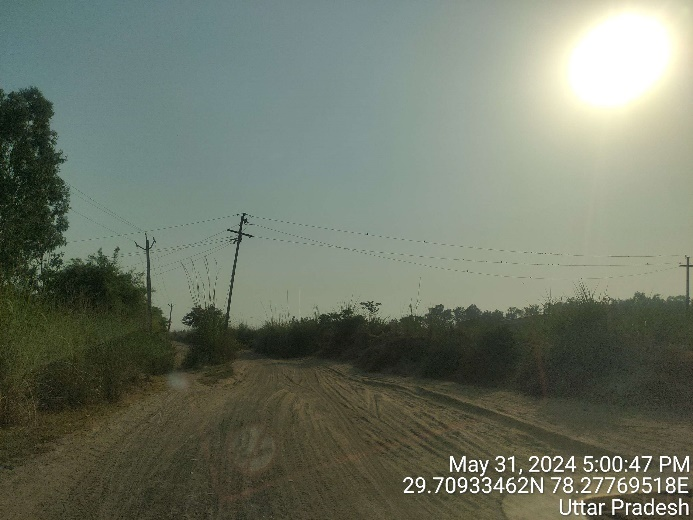 May 31, 2024 5:00:47 PM
29.70933462N 78.27769518E
Uttar Pradesh